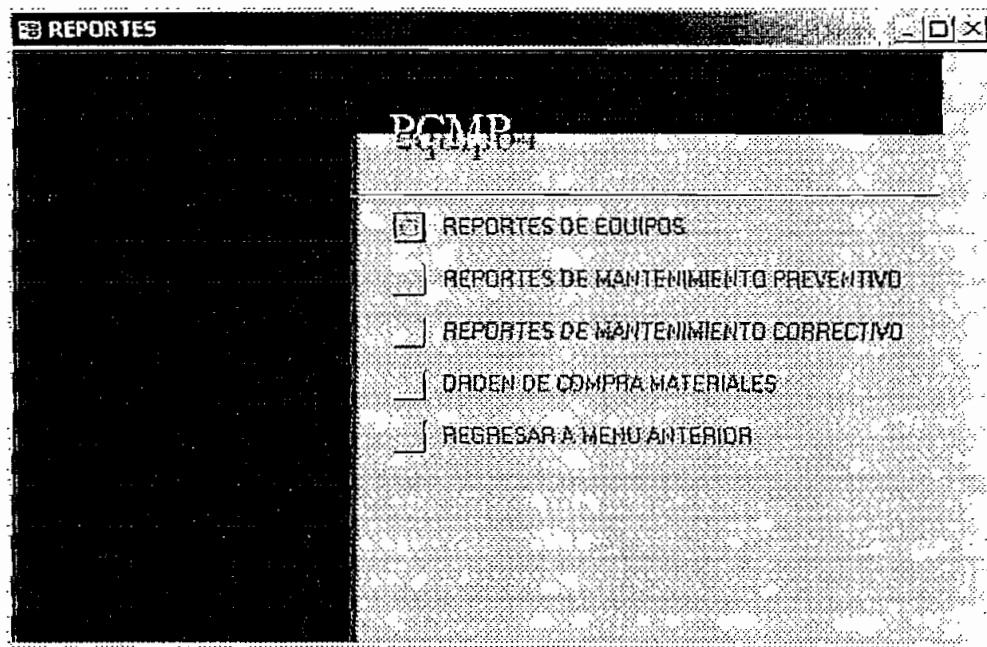 REPORTES
PCMP
REPORTES DE EQUIPOS
REPORTES DE MANTENIMIENTO PREVENTIVO
REPORTES DE MANTENIMIENTO CORRECTIVO
ORDEN DE COMPRA MATERIALES
REGRESAR A MENU ANTERIOR